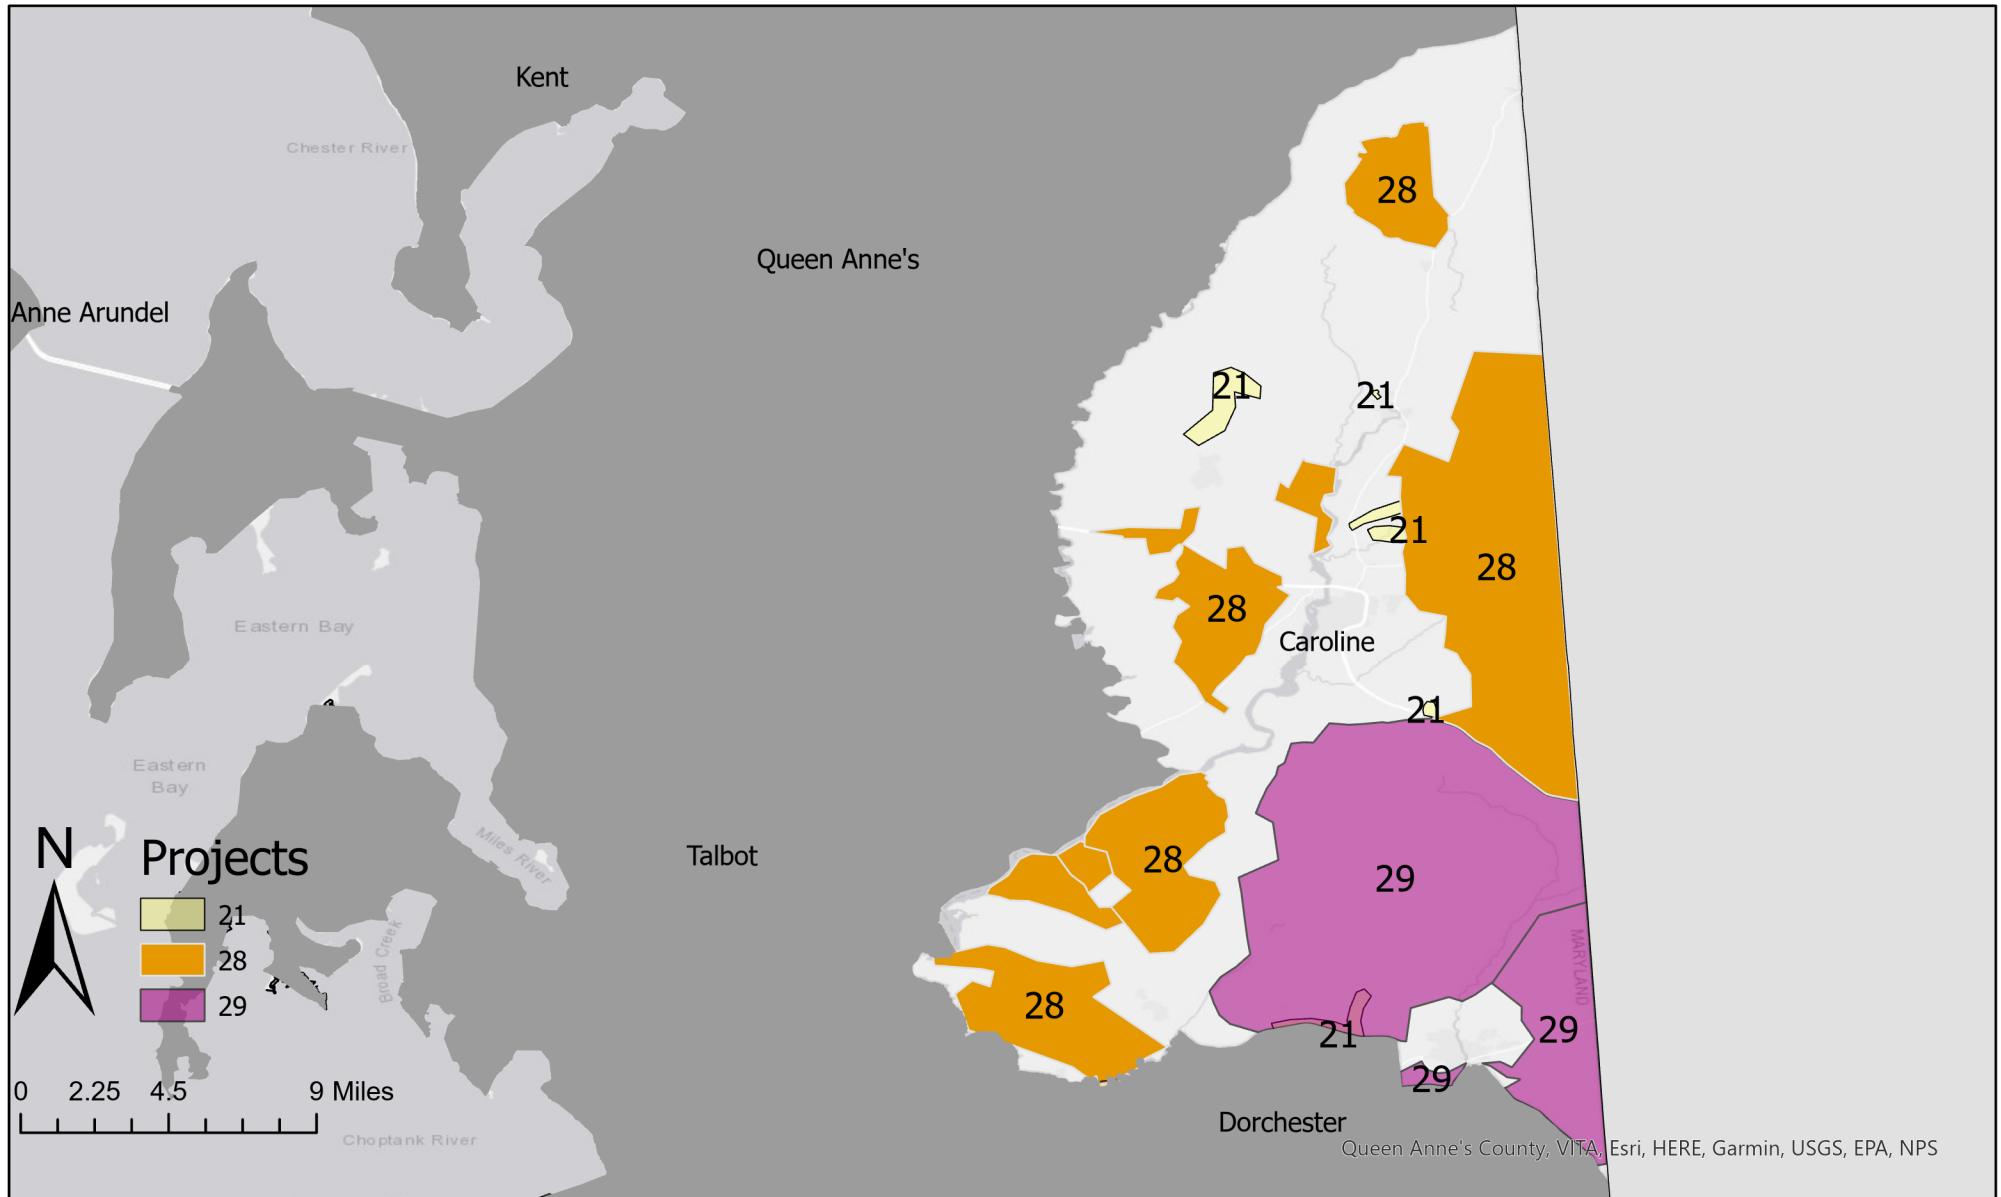 Kent
Chester River
28
Queen Anne's
Anne Arundel
21
21
21
28
28
Eastern Bay
Caroline
21
Eastern
Bay
N
Projects
21
28
29
Miles River
Broad Creek
Talbot
28
29
MARYLAND
28
21
29
29
0 2.25 4.5 9 Miles
Dorchester
Choptank River
Queen Anne's County, VITA, Esri, HERE, Garmin, USGS, EPA, NPS